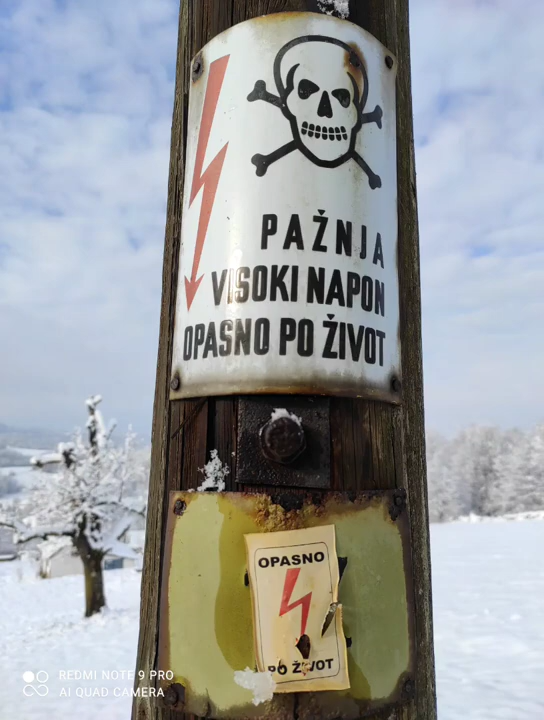 PAŽNJA
VISOKI NAPON
OPASNO PO ŽIVOT
OPASNO
PO ŽIVOT
REDMI NOTE 9 PRO
AI QUAD CAMERA